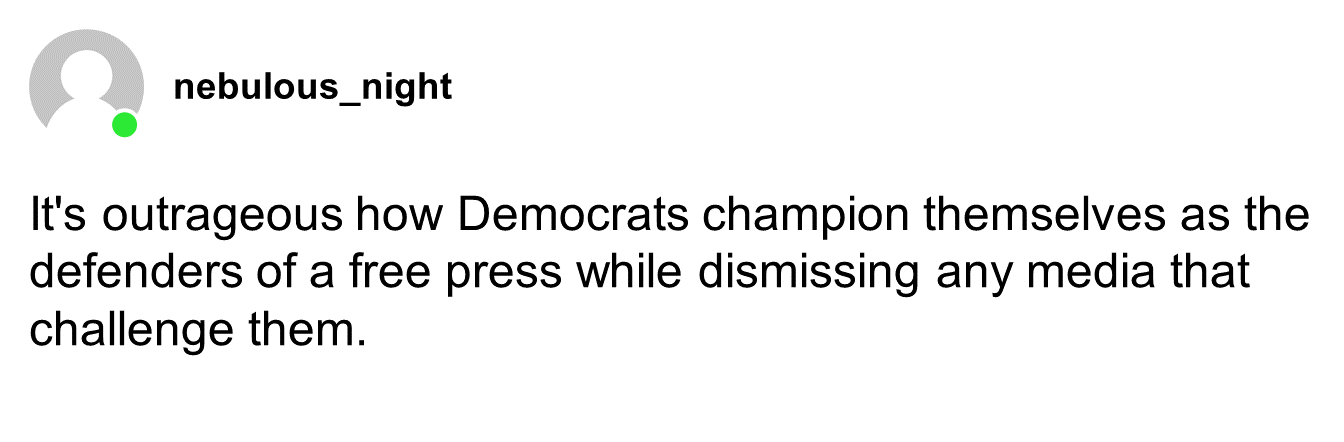 nebulous_night
It's outrageous how Democrats champion themselves as the
defenders of a free press while dismissing any media that
challenge them.